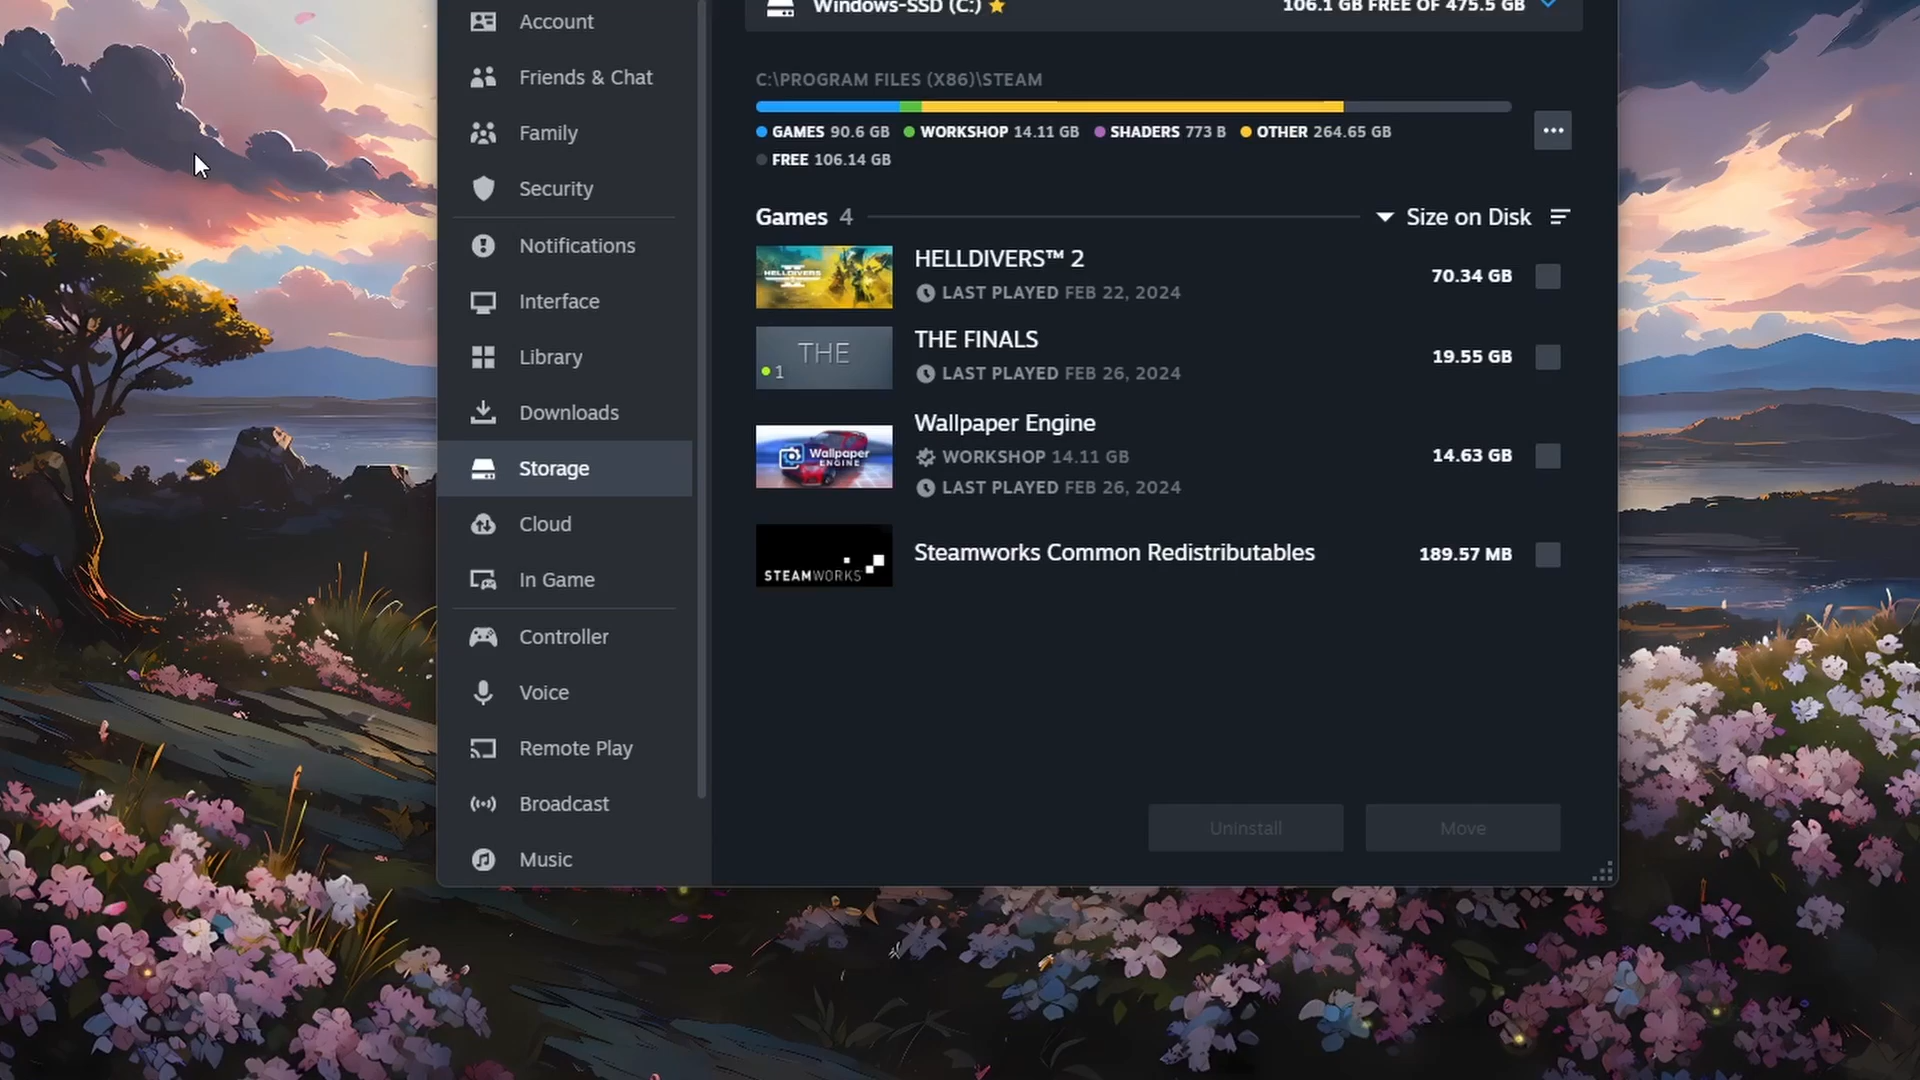 Account
Friends & Chat
Family
Security
Notifications
Interface
Library
Downloads
Storage
Cloud
In Game
Controller
Voice
Remote Play
Broadcast
Music
Windows-SSD (C:)
106.1 GB FREE OF 475.5 GB
C:\PROGRAM FILES (X86)\STEAM
GAMES 90.6 GB WORKSHOP 14.11 GB SHADERS 773 B OTHER 264.65 GB
FREE 106.14 GB
Games 4
Size on Disk
HELLDIVERS
HELLDIVERS™ 2
LAST PLAYED FEB 22, 2024
70.34 GB
THE
1
THE FINALS
LAST PLAYED FEB 26, 2024
19.55 GB
Wallpaper
ENGINE
Wallpaper Engine
WORKSHOP 14.11 GB
LAST PLAYED FEB 26, 2024
14.63 GB
STEAMWORKS
Steamworks Common Redistributables
189.57 MB
Uninstall
Move